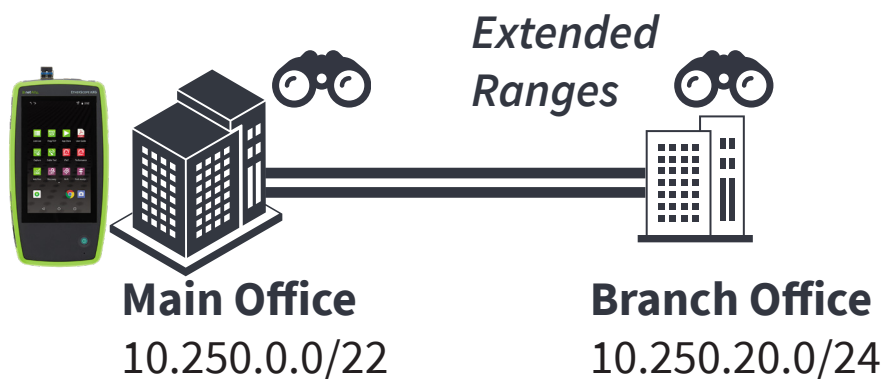 Extended
Ranges
Main Office
10.250.0.0/22
Branch Office
10.250.20.0/24